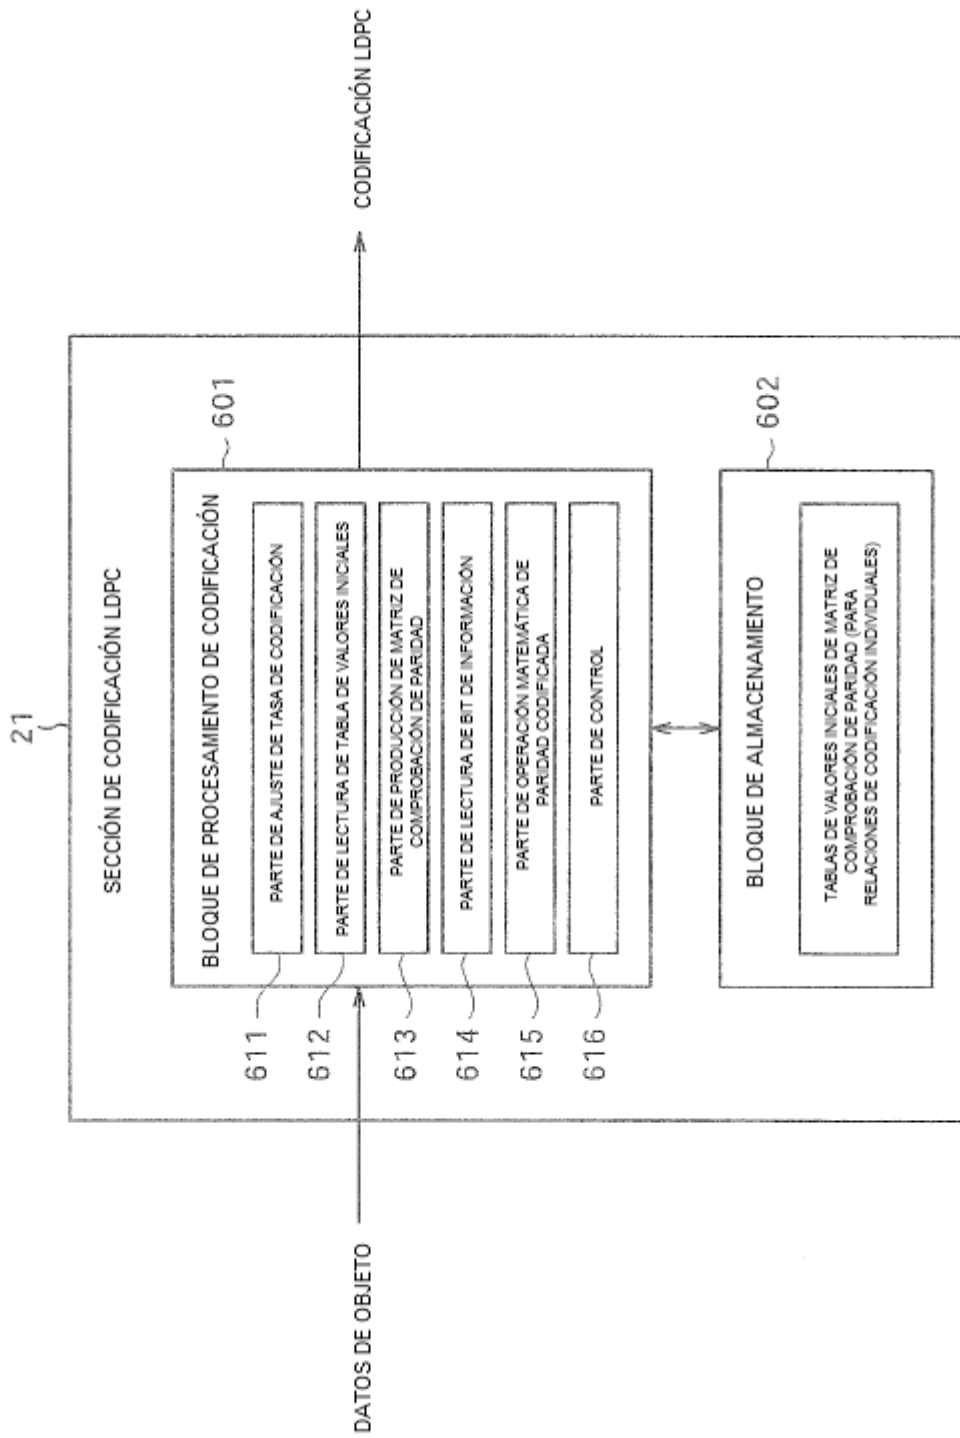 21
SECCIÓN DE CODIFICACIÓN LDPC
BLOQUE DE PROCESAMIENTO DE CODIFICACIÓN
601
611
PARTE DE AJUSTE DE TASA DE CODIFICACIÓN
612
PARTE DE LECTURA DE TABLA DE VALORES INICIALES
613
PARTE DE PRODUCCIÓN DE MATRIZ DE
COMPROBACIÓN DE PARIDAD
614
PARTE DE LECTURA DE BIT DE INFORMACIÓN
615
PARTE DE OPERACIÓN MATEMÁTICA DE
PARIDAD CODIFICADA
616
PARTE DE CONTROL
DATOS DE OBJETO
CODIFICACIÓN LDPC
BLOQUE DE ALMACENAMIENTO
602
TABLAS DE VALORES INICIALES DE MATRIZ DE
COMPROBACIÓN DE PARIDAD (PARA
RELACIONES DE CODIFICACIÓN INDIVIDUALES)